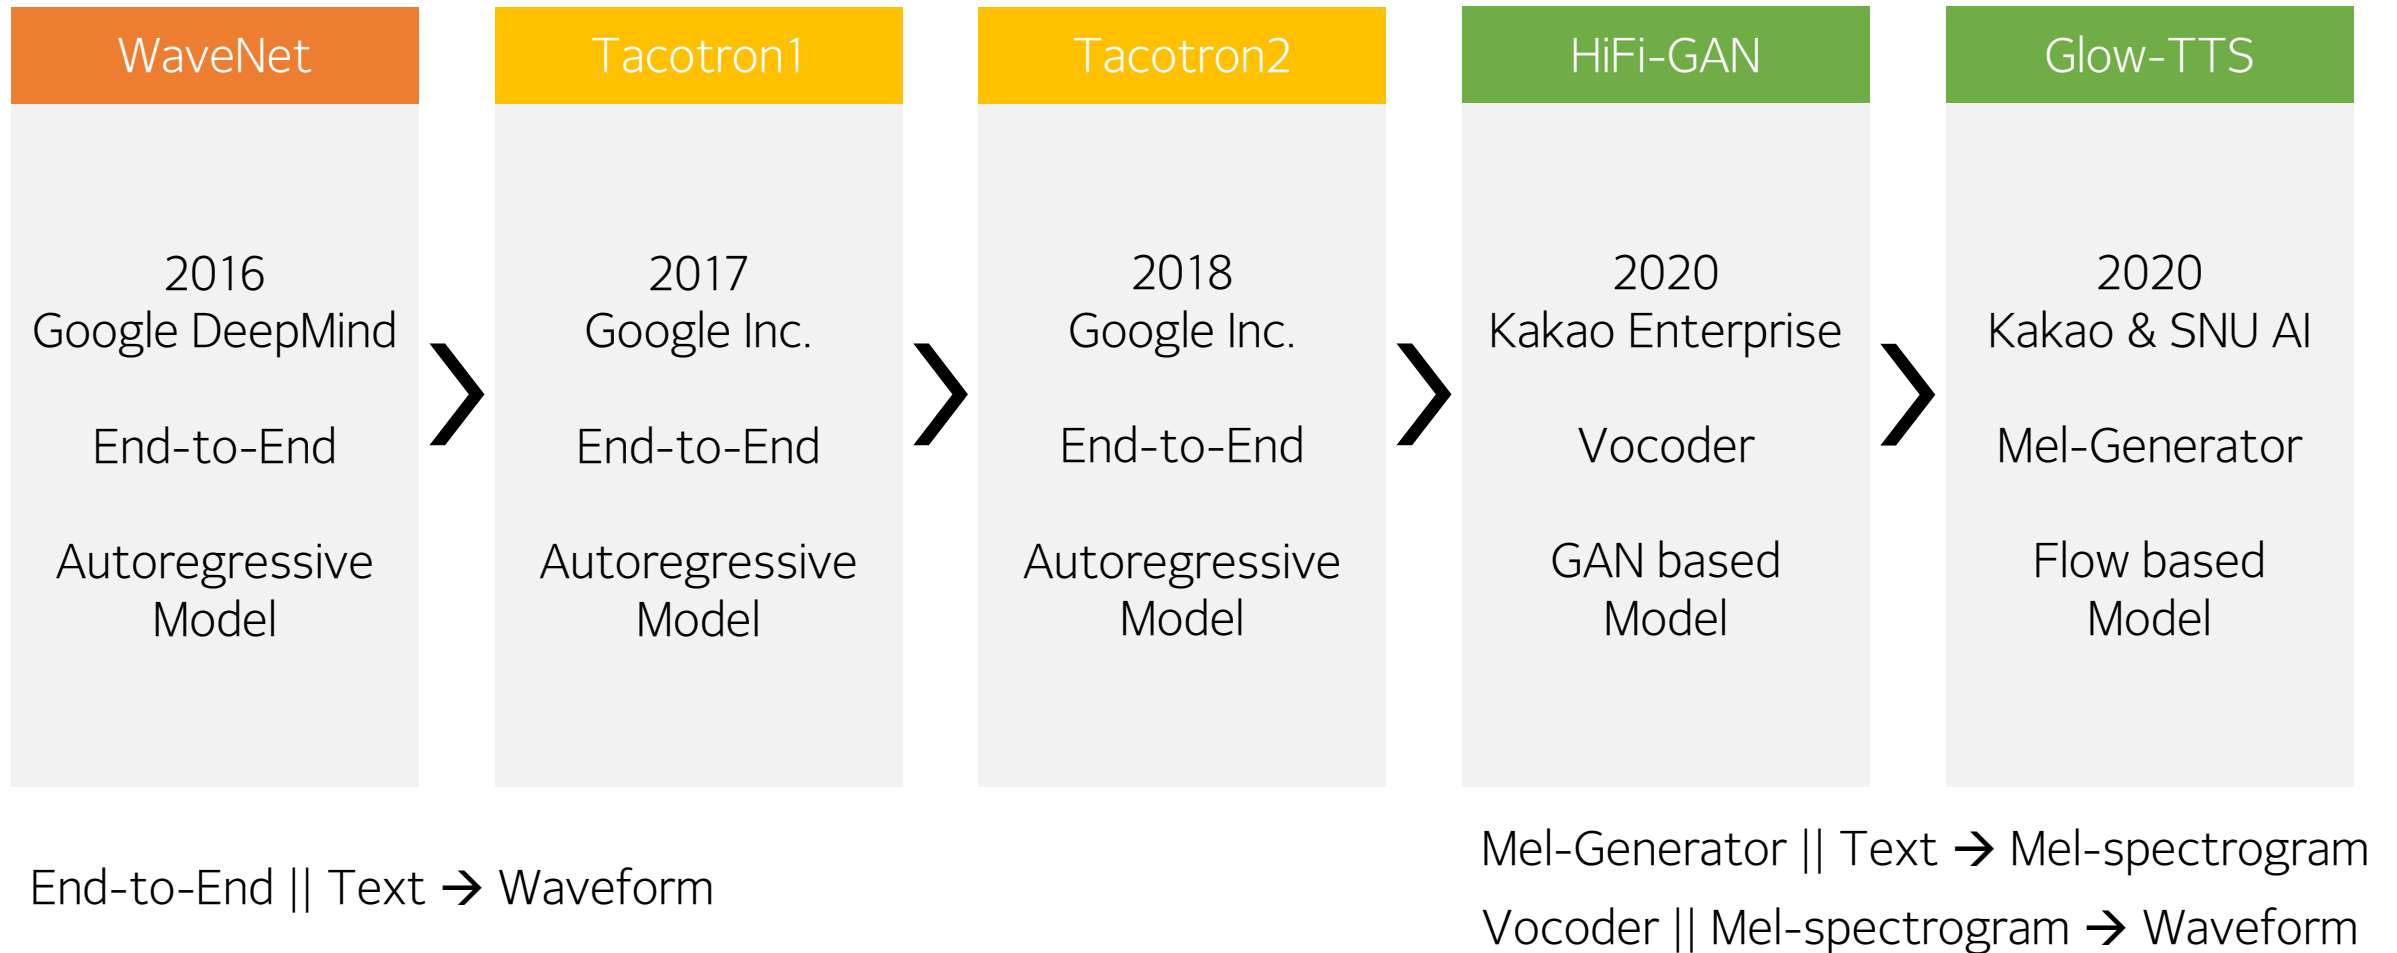 WaveNet
2016
Google DeepMind
End-to-End
Autoregressive
Model
Tacotron1
2017
Google Inc.
End-to-End
Autoregressive
Model
Tacotron2
2018
Google Inc.
End-to-End
Autoregressive
Model
HiFi-GAN
2020
Kakao Enterprise
Vocoder
GAN based
Model
Glow-TTS
2020
Kakao & SNU AI
Mel-Generator
Flow based
Model
End-to-End || Text → Waveform
Mel-Generator || Text → Mel-spectrogram
Vocoder || Mel-spectrogram → Waveform